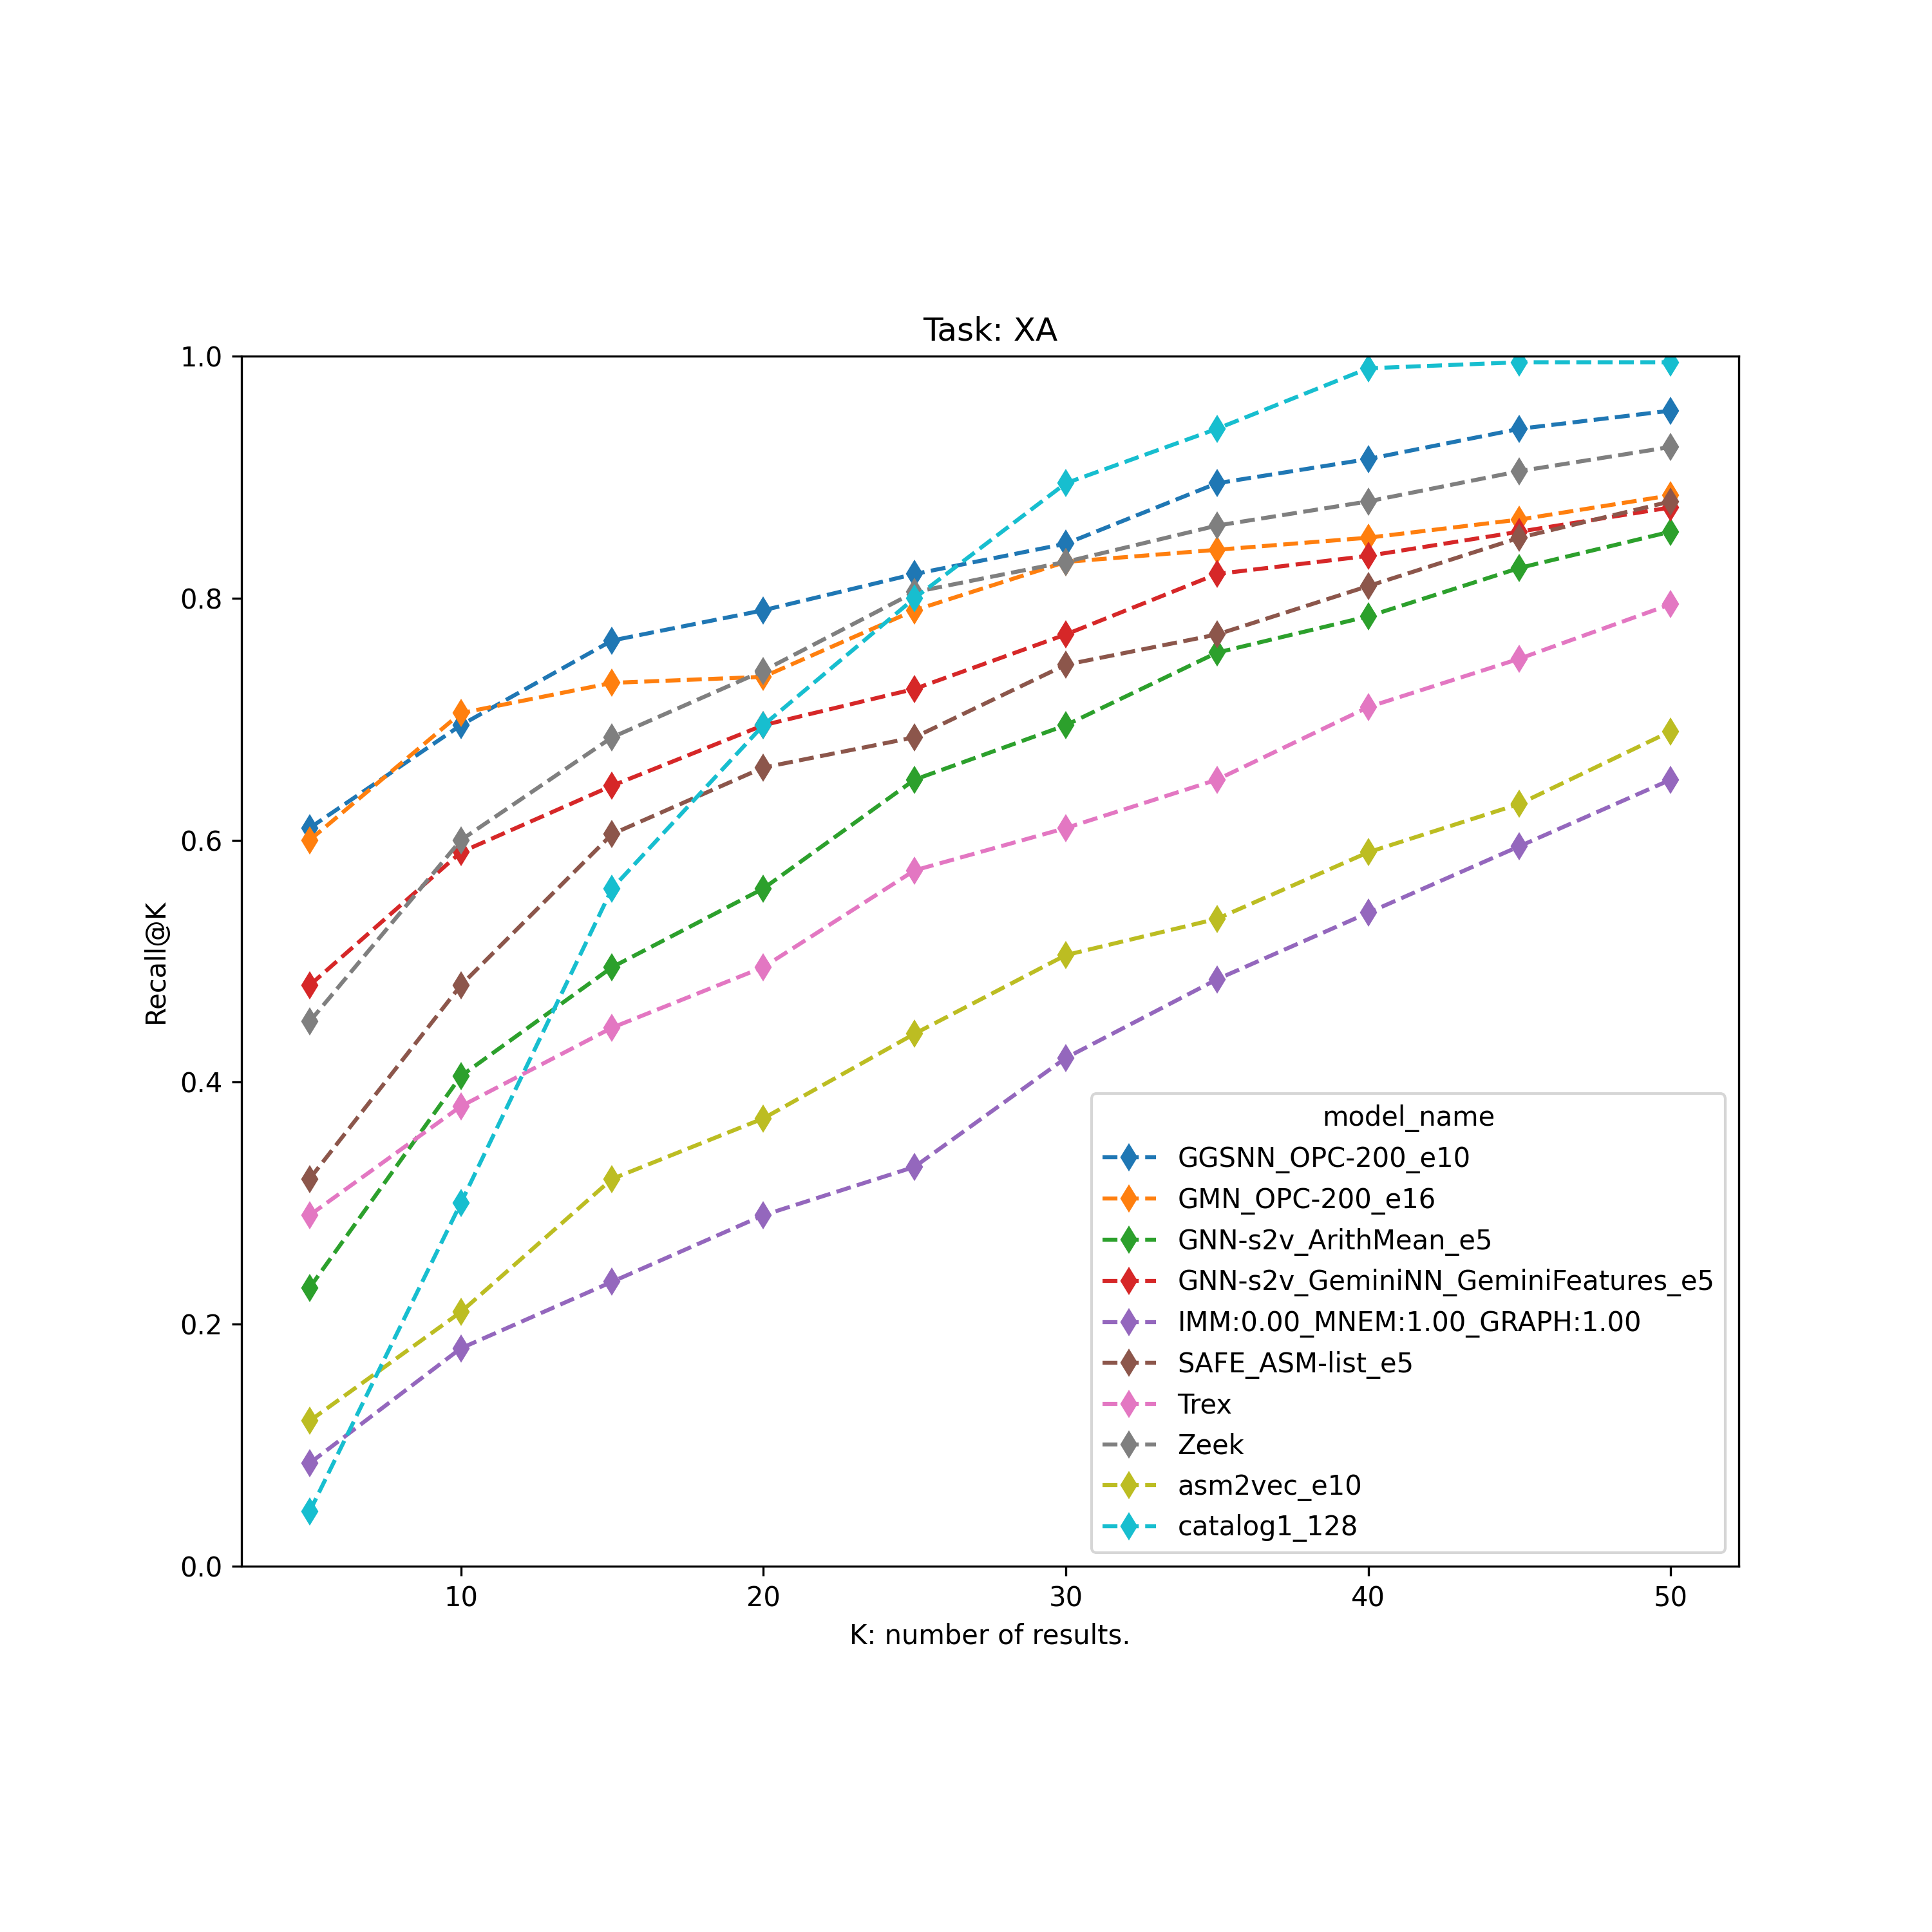 Task: XA
1.0
0.8
0.6
0.4
0.2
0.0
Recall@K
10 20 30 40 50
K: number of results.
model_name
GGSNN_OPC-200_e10
GMN_OPC-200_e16
GNN-s2v_ArithMean_e5
GNN-s2v_GeminiNN_GeminiFeatures_e5
IMM:0.00_MNEM:1.00_GRAPH:1.00
SAFE_ASM-list_e5
Trex
Zeek
asm2vec_e10
catalog1_128